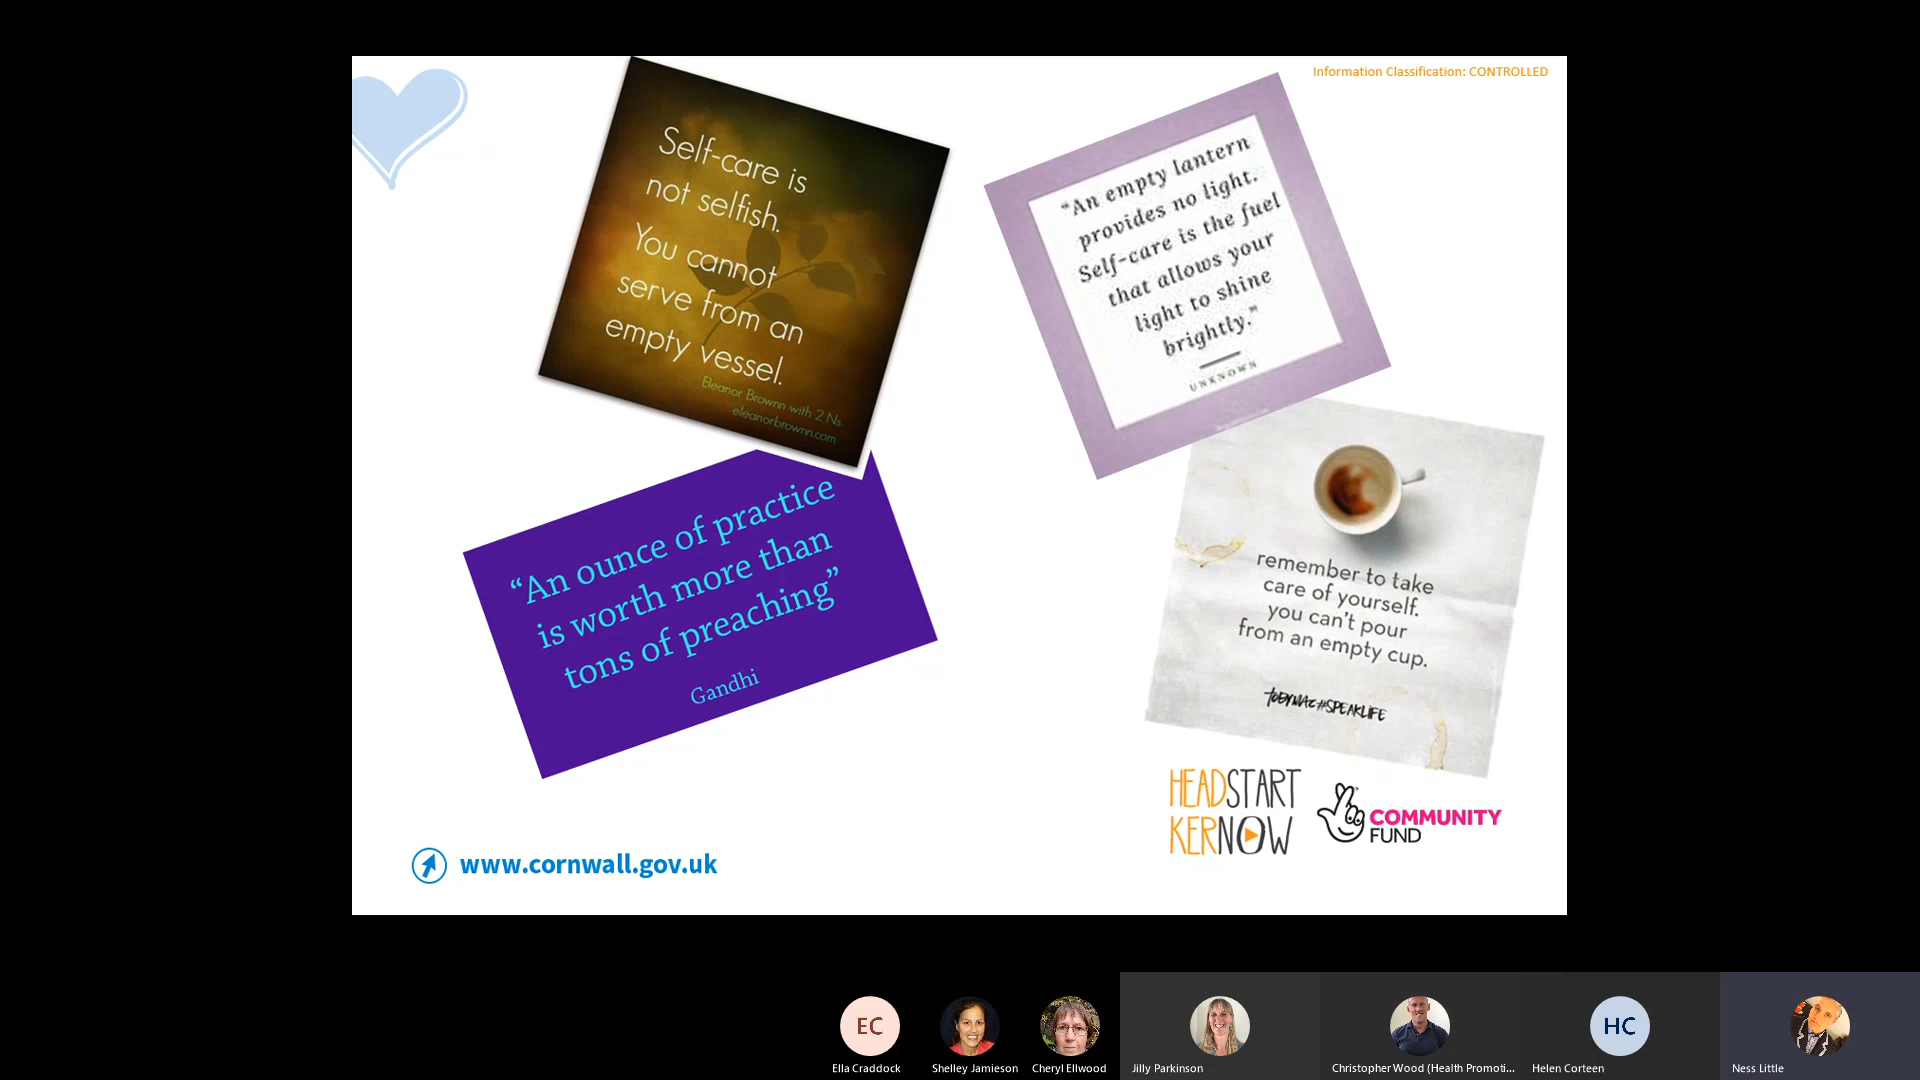 Information Classification: CONTROLLED
Self-care is
not selfish.
You cannot
serve from an
empty vessel.
Eleanor Brownn with 2 Ns
eleanorbrownn.com
“An empty lantern
provides no light.
Self-care is the fuel
that allows your
light to shine
brightly.”
UNKNOWN
“An ounce of practice
is worth more than
tons of preaching”
Gandhi
remember to take
care of yourself.
you can't pour
from an empty cup.
TOBYMAC#SPEAKLIFE
HEADSTART
KERNOW
COMMUNITY
FUND
www.cornwall.gov.uk
EC
HC
Ella Craddock
Shelley Jamieson
Cheryl Ellwood
Jilly Parkinson
Christopher Wood (Health Promoti...
Helen Corteen
Ness Little